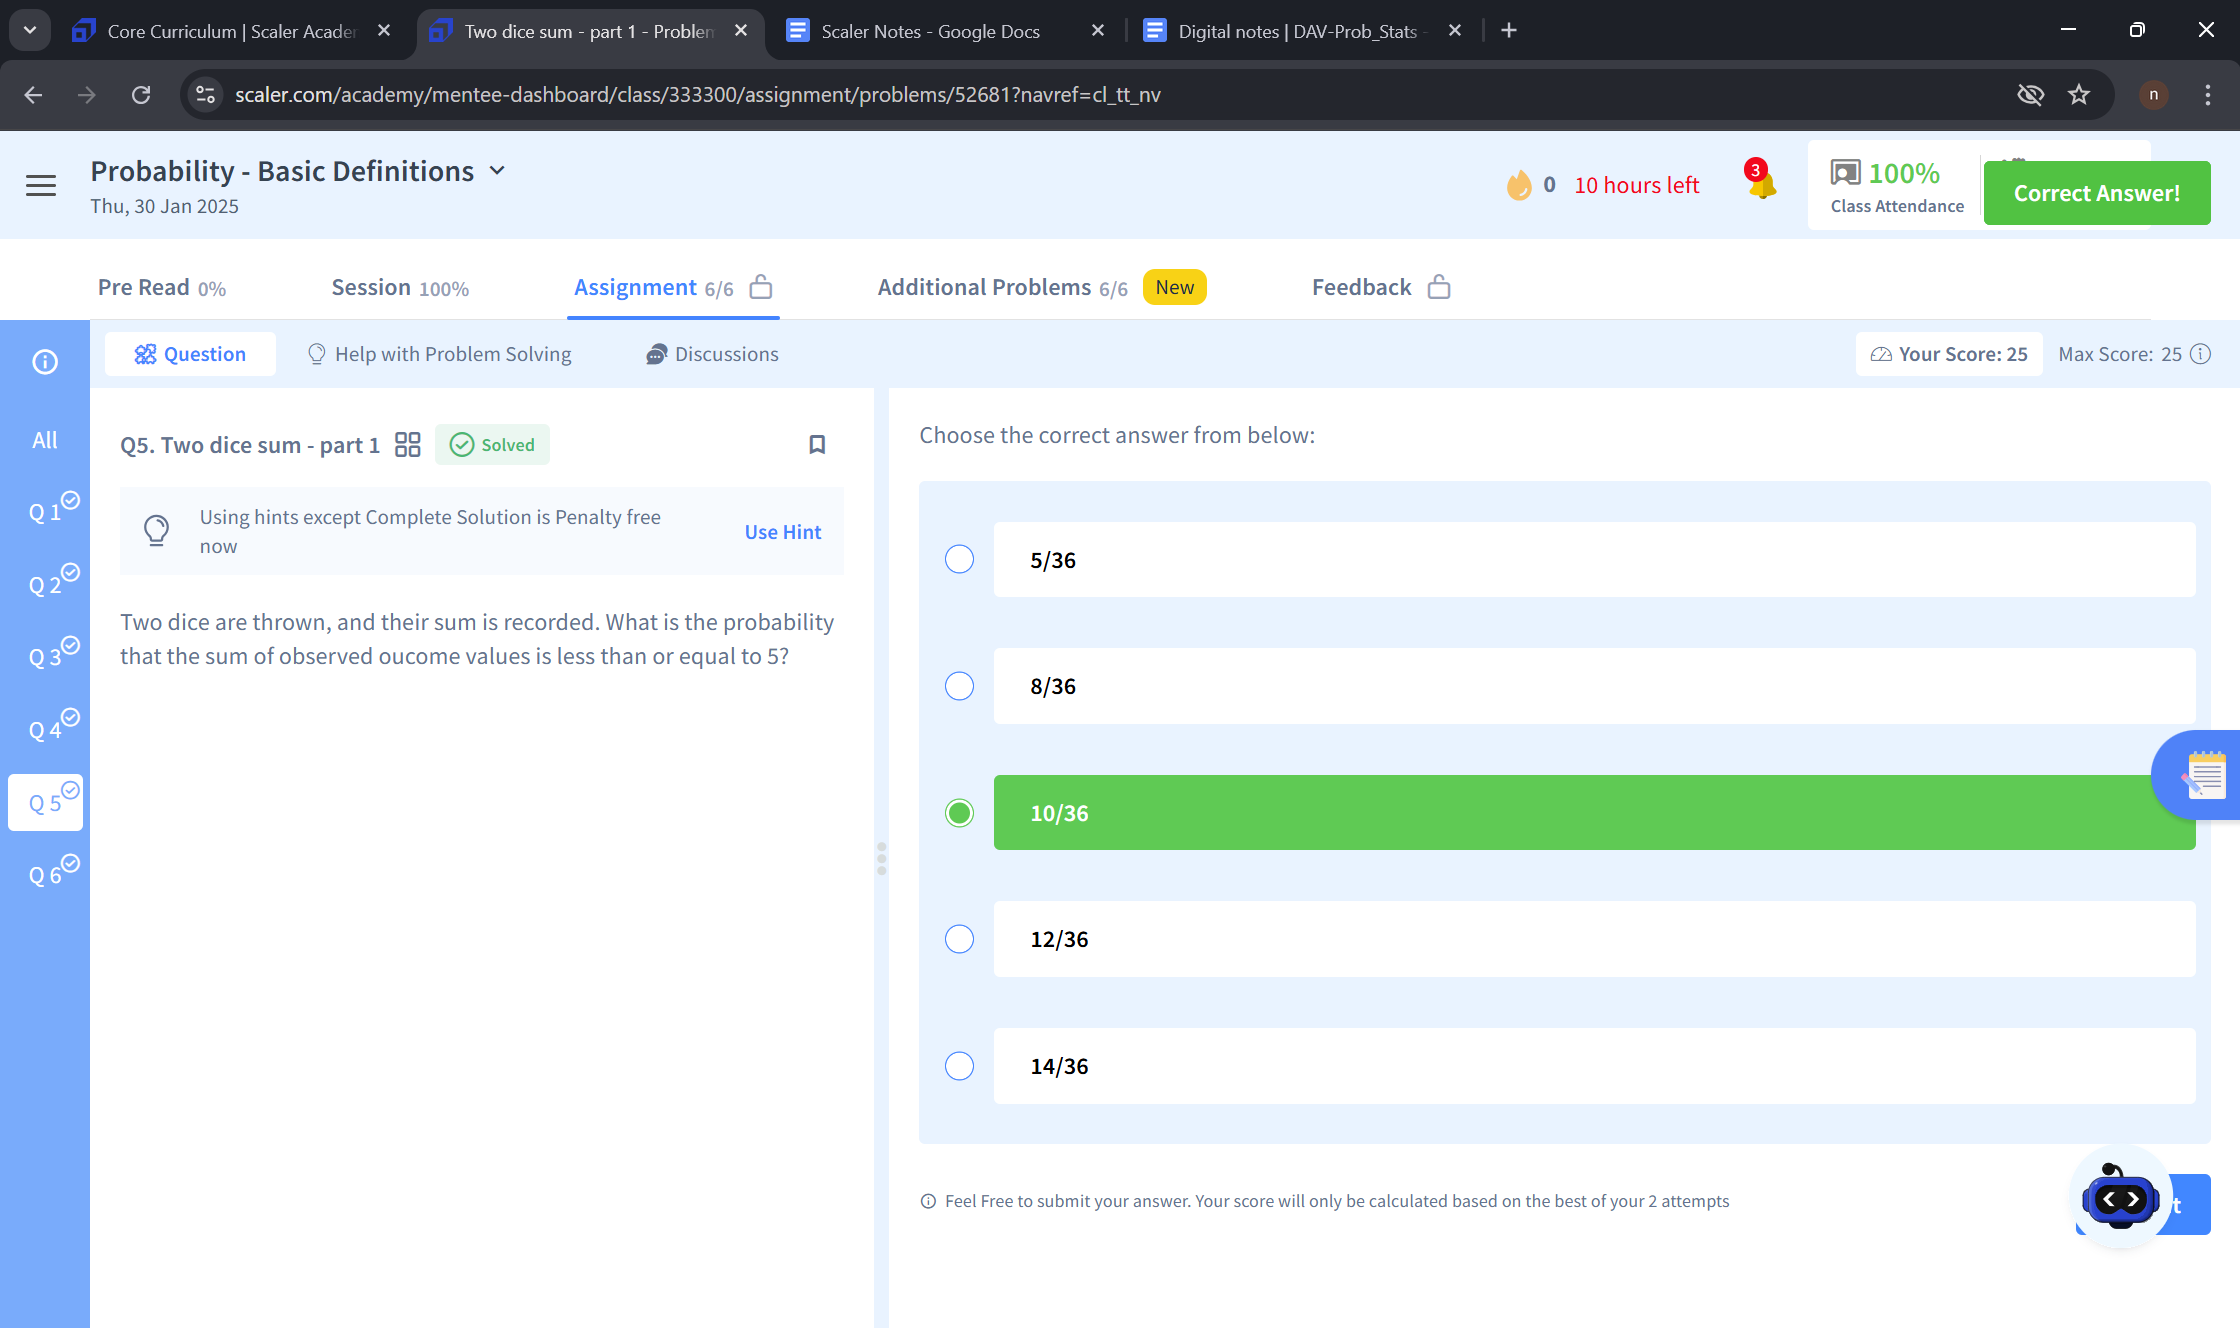 Core Curriculum | Scaler Acader
Two dice sum - part 1 - Problem
Scaler Notes - Google Docs
Digital notes | DAV-Prob_Stats -
scaler.com/academy/mentee-dashboard/class/333300/assignment/problems/52681?navref=cl_tt_nv
n
Probability - Basic Definitions
Thu, 30 Jan 2025
0
10 hours left
3
100%
Class Attendance
Correct Answer!
Pre Read 0%
Session 100%
Assignment 6/6
Additional Problems 6/6
New
Feedback
Question
Help with Problem Solving
Discussions
Your Score: 25
Max Score: 25
All
Q 1
Q 2
Q 3
Q 4
Q 5
Q 6
Q5. Two dice sum - part 1
Solved
Using hints except Complete Solution is Penalty free
now
Use Hint
Two dice are thrown, and their sum is recorded. What is the probability
that the sum of observed oucome values is less than or equal to 5?
Choose the correct answer from below:
5/36
8/36
10/36
12/36
14/36
Feel Free to submit your answer. Your score will only be calculated based on the best of your 2 attempts